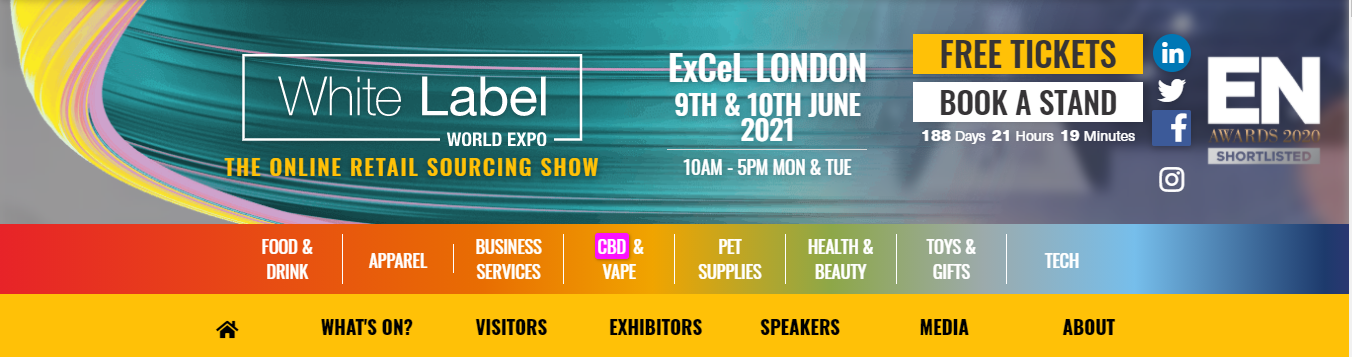 White Label
WORLD EXPO
THE ONLINE RETAIL SOURCING SHOW
ExCeL LONDON
9TH & 10TH JUNE
2021
10AM - 5PM MON & TUE
FREE TICKETS
BOOK A STAND
188 Days 21 Hours 19 Minutes
in
f
EN
AWARDS 2020
SHORTLISTED
FOOD &
DRINK
APPAREL
BUSINESS
SERVICES
CBD &
VAPE
PET
SUPPLIES
HEALTH &
BEAUTY
TOYS &
GIFTS
TECH
WHAT'S ON?
VISITORS
EXHIBITORS
SPEAKERS
MEDIA
ABOUT